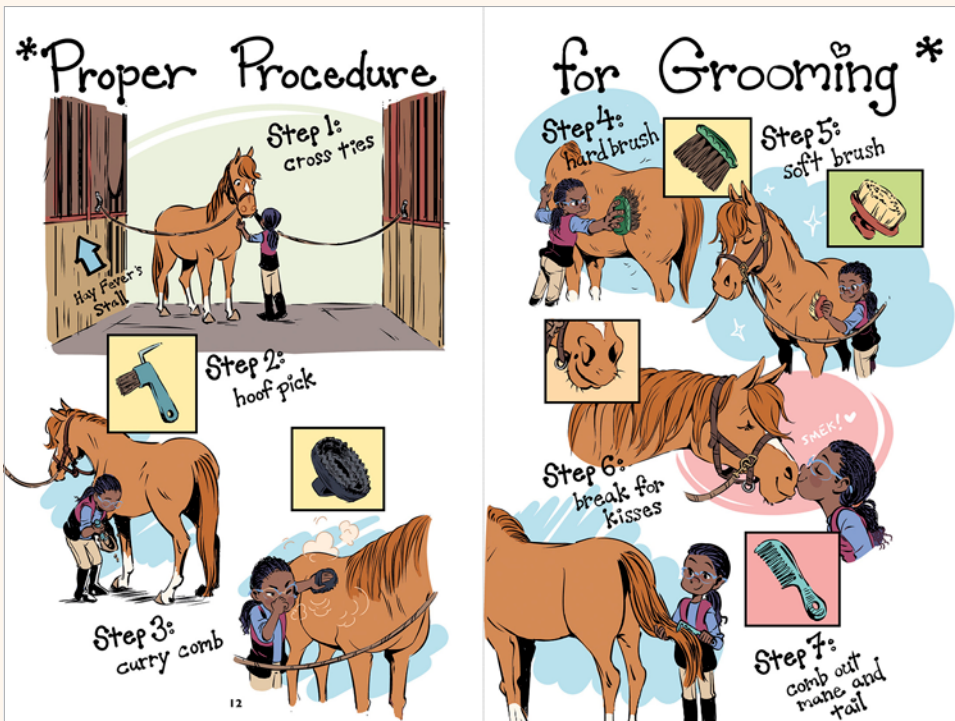 *Proper Procedure
for Grooming*
Step 1:
cross ties
Hay Fever's
Stall
Step 2:
hoof pick
Step 3:
curry comb
12
Step 4:
hard brush
Step 5:
soft brush
SMEK!
Step 6:
break for
kisses
Step 7:
comb out
mane and
tail